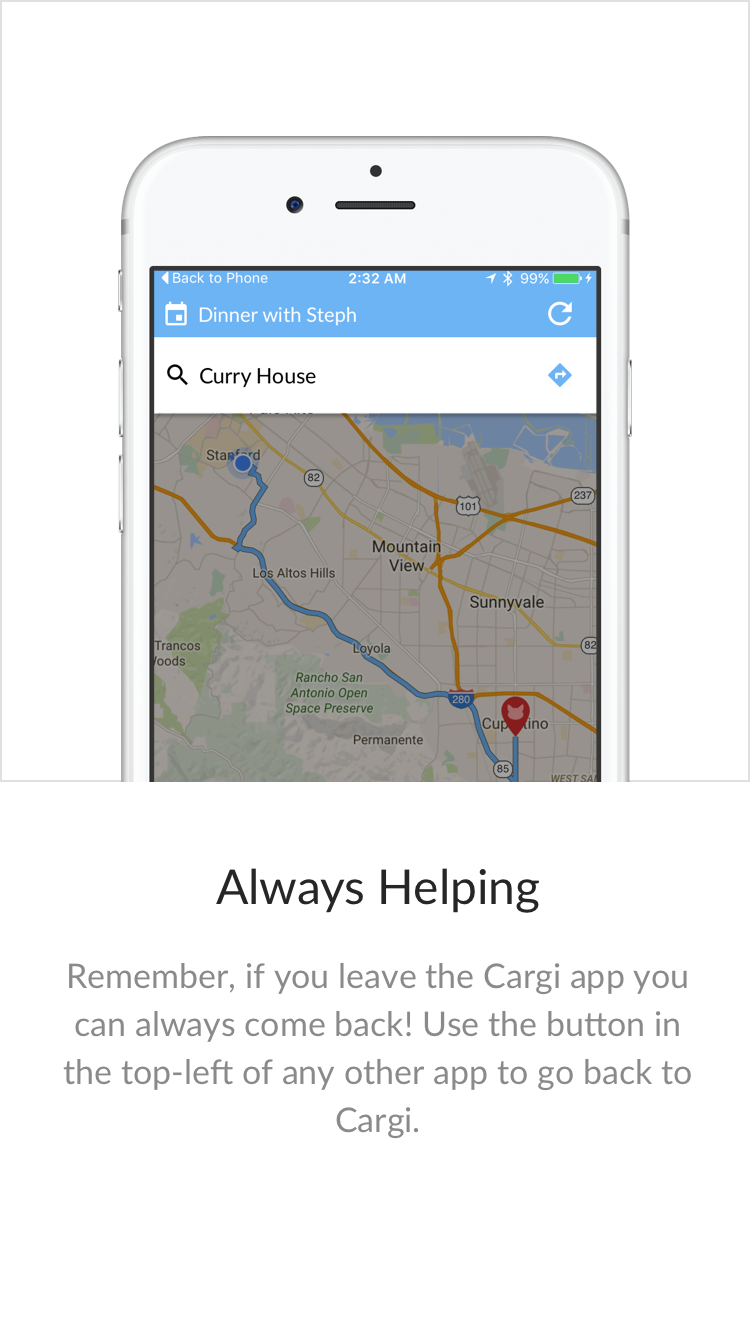 Back to Phone 2:32 AM 99%
Dinner with Steph
Curry House
Stanford
82
237
101
Mountain
View
Los Altos Hills
Sunnyvale
82
Trancos
Woods
Loyola
Rancho San
Antonio Open
Space Preserve
280
Cupertino
Permanente
85
WEST SAN
Always Helping
Remember, if you leave the Cargi app you
can always come back! Use the button in
the top-left of any other app to go back to
Cargi.